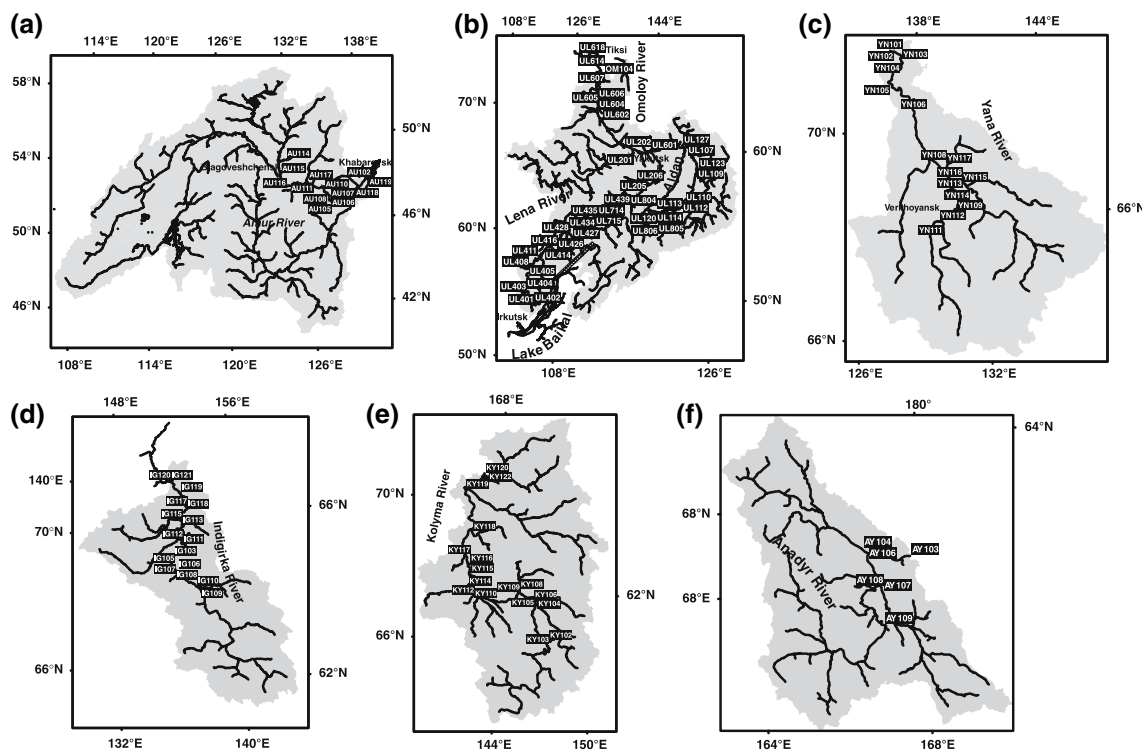 (a)
114°E 120°E 132°E 138°E
58°N
54°N
50°N
46°N
50°N
46°N
42°N
AU114
AU115
AU116
AU117
AU111
AU110
AU102
AU119
AU107
AU118
AU108
AU106
AU105
Amur River
108°E 114°E 120°E 126°E
(b)
108°E 126°E 144°E
70°N
60°N
50°N
60°N
50°N
UL618
Tiksi
UL614
OM104
UL607
UL605
UL606
UL604
UL602
Omoloy River
UL202
UL601
UL127
UL107
UL201
UL123
UL206
UL109
UL205
Aldan
Lena River
UL439
UL804
UL110
UL113
UL112
UL435
UL714
UL434
UL715
UL120
UL114
UL428
UL427
UL806
UL805
UL416
UL426
UL411
UL414
UL408
UL405
UL403
UL404
UL401
UL402
Irkutsk
Lake Baikal
108°E 126°E
(c)
138°E 144°E
70°N
66°N
66°N
YN101
YN102
YN103
YN104
YN105
YN106
Yana River
YN108
YN117
YN116
YN115
YN113
YN114
YN109
Verkhoyansk
YN112
YN111
126°E 132°E
(d)
148°E 156°E
140°E
70°N
66°N
66°N
62°N
IG120
IG121
IG119
IG117
IG118
IG115
IG113
IG112
IG111
IG103
IG105
IG106
IG107
IG108
IG110
IG109
Indigirka River
132°E 140°E
(e)
168°E
70°N
66°N
62°N
Kolyma River
KY120
KY122
KY119
KY118
KY117
KY116
KY115
KY114
KY112
KY110
KY109
KY108
KY106
KY105
KY104
KY103
KY102
144°E 150°E
(f)
180°
64°N
68°N
68°N
62°N
AY104
AY103
AY106
AY108
AY107
AY109
Anadyr River
164°E 168°E